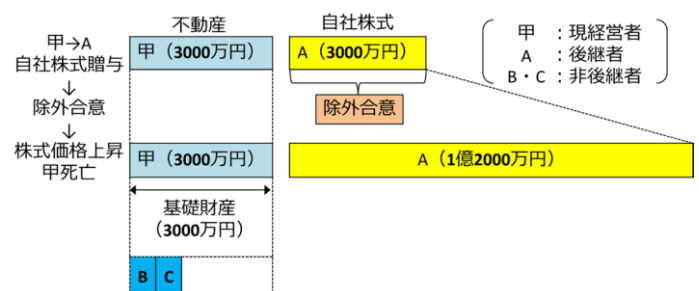 不動産
自社株式
甲→A
自社株式贈与
↓
除外合意
↓
株式価格上昇
甲死亡
甲（3000万円）
A（3000万円）
除外合意
甲 ：現経営者
A ：後継者
B・C：非後継者
甲（3000万円）
A（1億2000万円）
基礎財産
（3000万円）
B
C